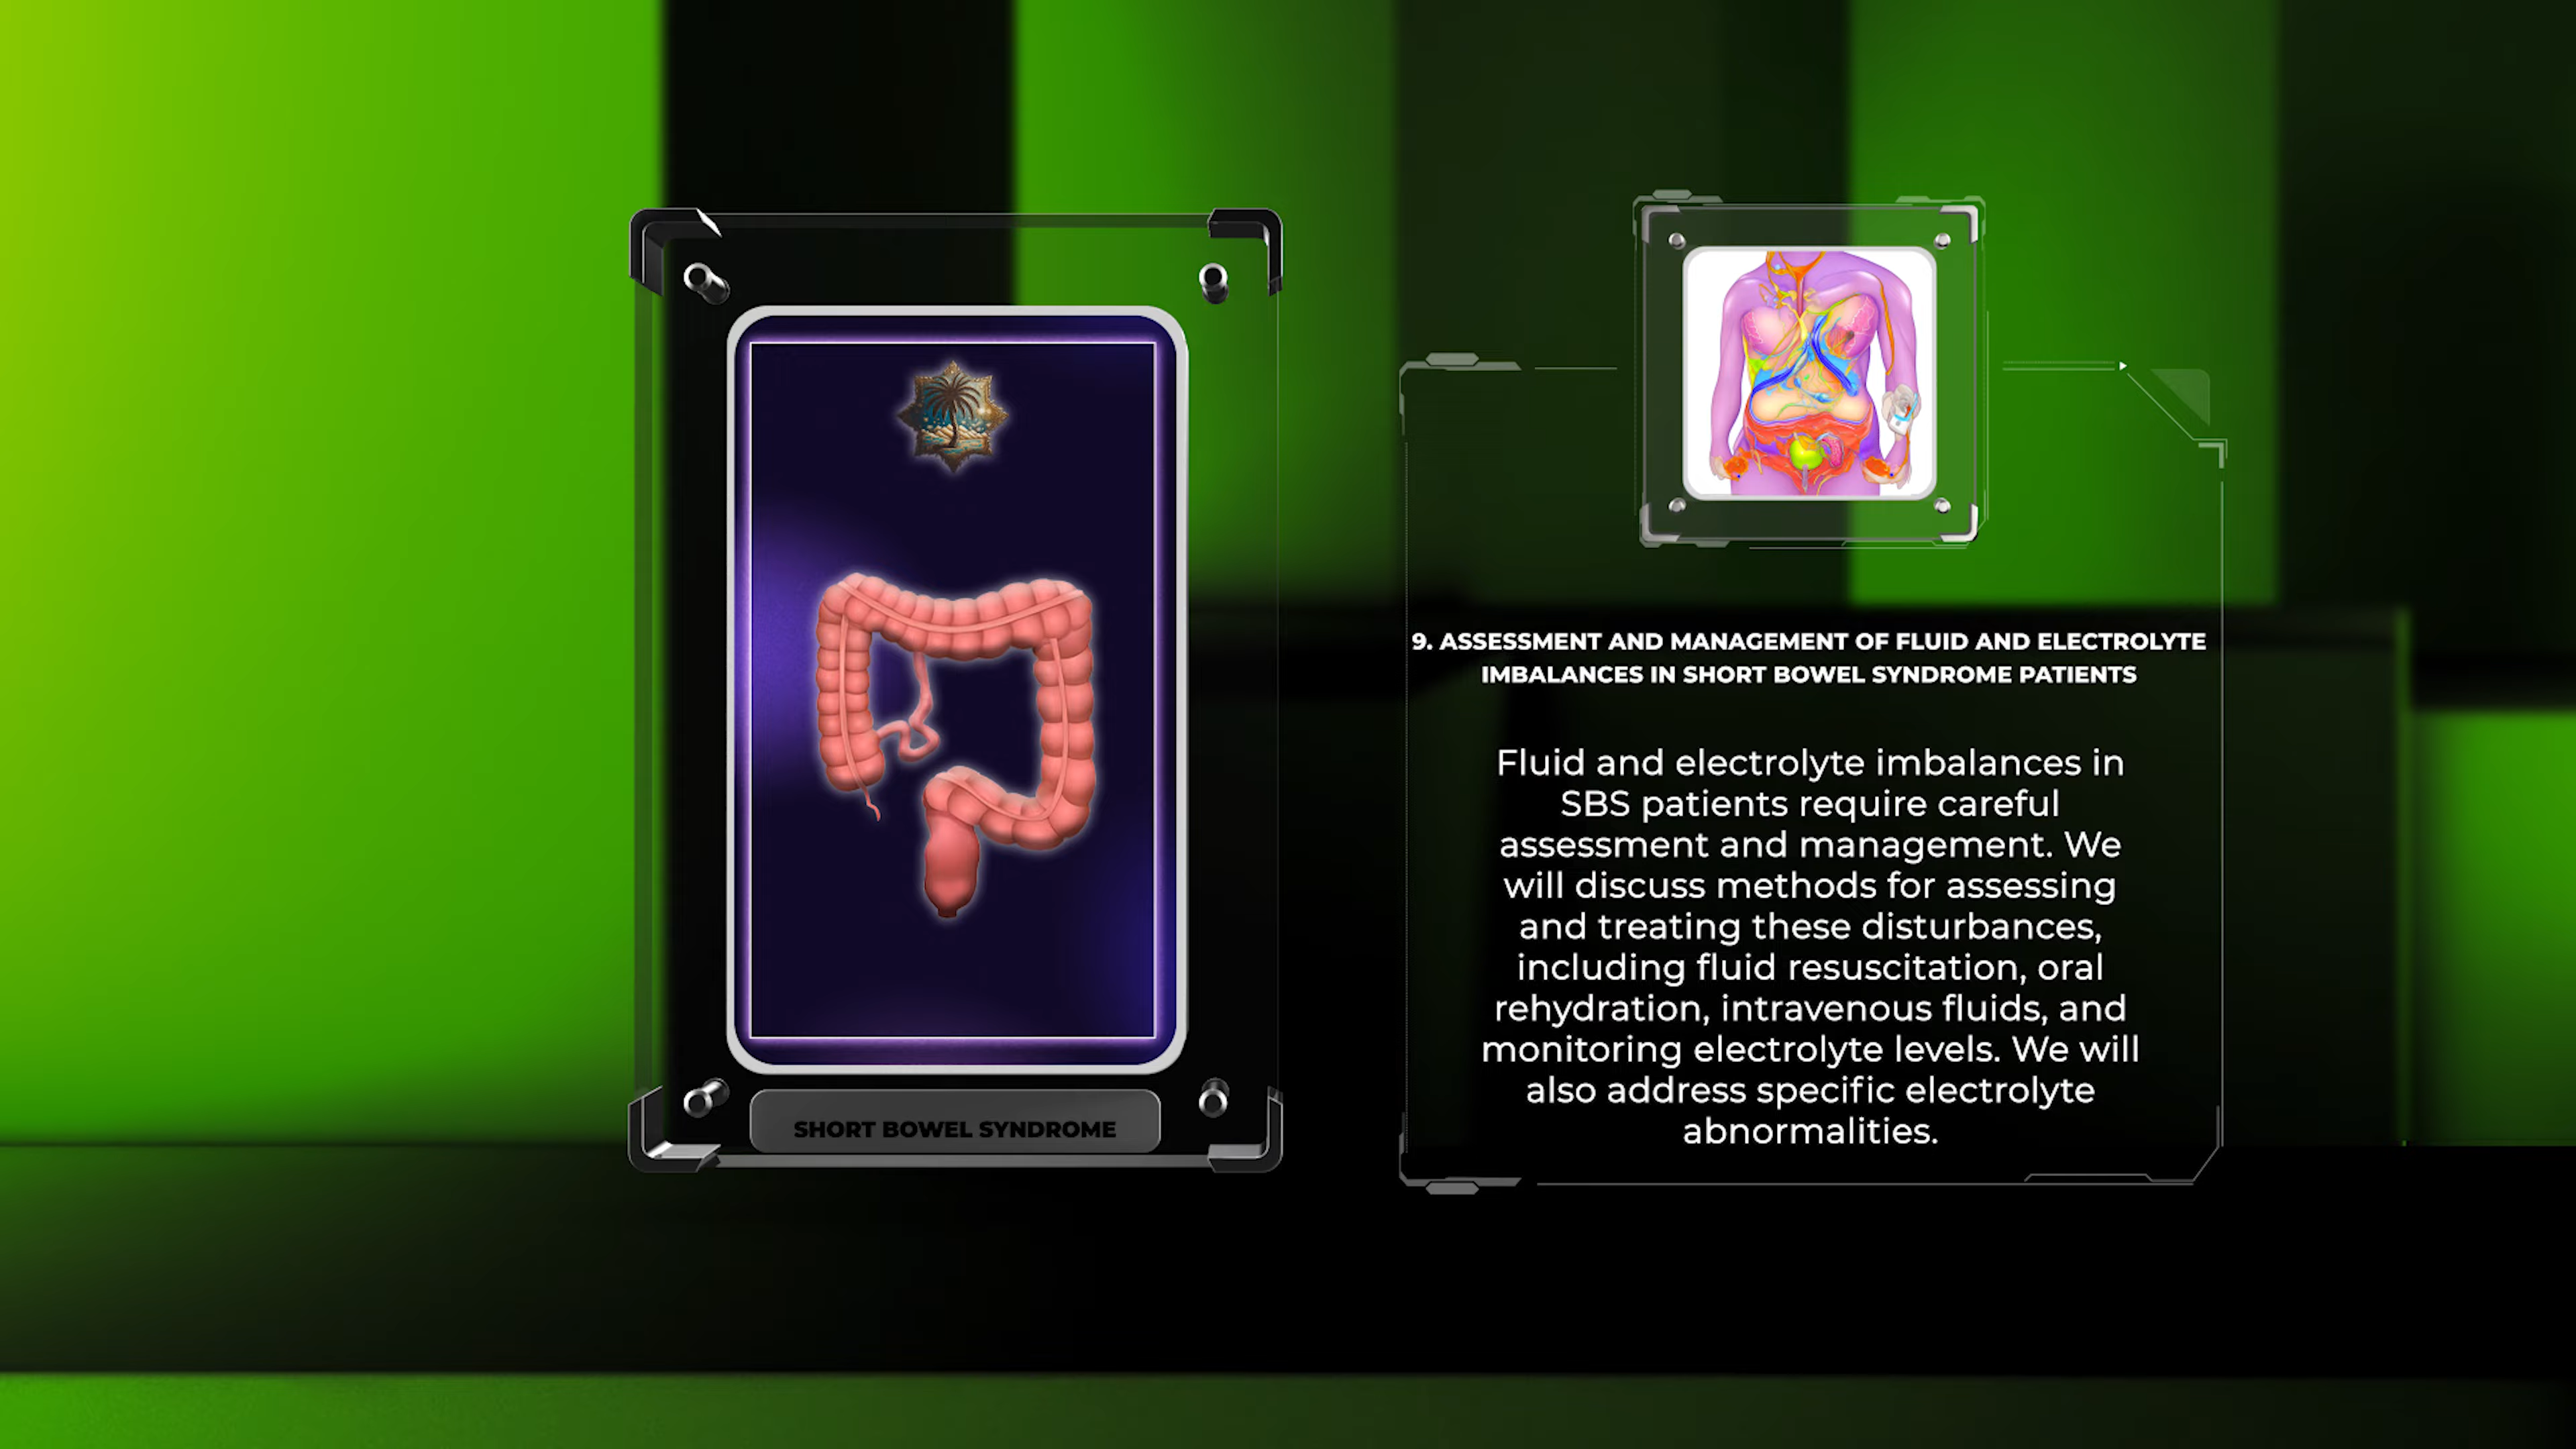 SHORT BOWEL SYNDROME
9. ASSESSMENT AND MANAGEMENT OF FLUID AND ELECTROLYTE
IMBALANCES IN SHORT BOWEL SYNDROME PATIENTS
Fluid and electrolyte imbalances in
SBS patients require careful
assessment and management. We
will discuss methods for assessing
and treating these disturbances,
including fluid resuscitation, oral
rehydration, intravenous fluids, and
monitoring electrolyte levels. We will
also address specific electrolyte
abnormalities.